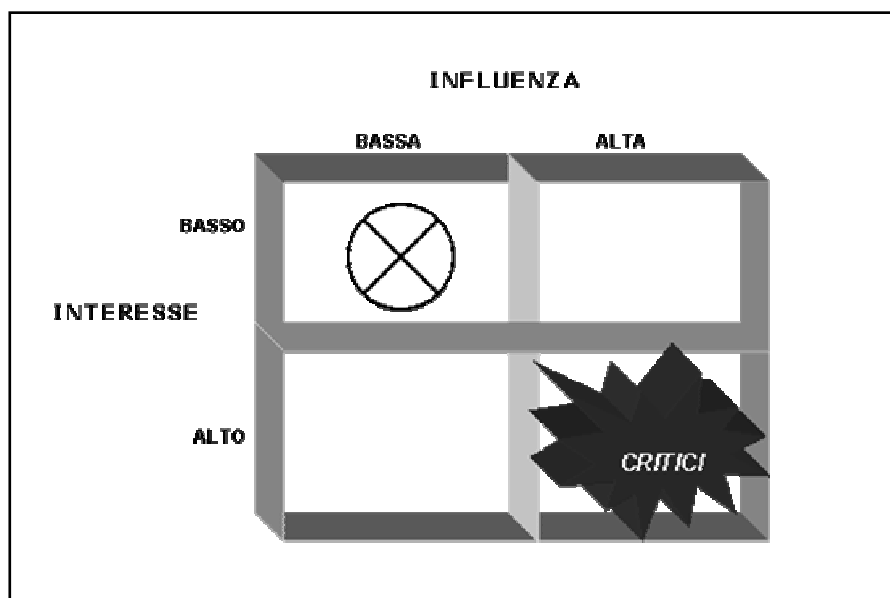 INFLUENZA
BASSA ALTA
BASSO
INTERESSE
ALTO
CRITICI